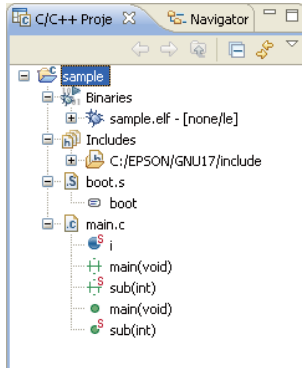 C/C++ Proje Navigator
sample
Binaries
sample.elf - [none/le]
Includes
C:/EPSON/GNU17/include
boot.s
boot
main.c
i
main(void)
sub(int)
main(void)
sub(int)